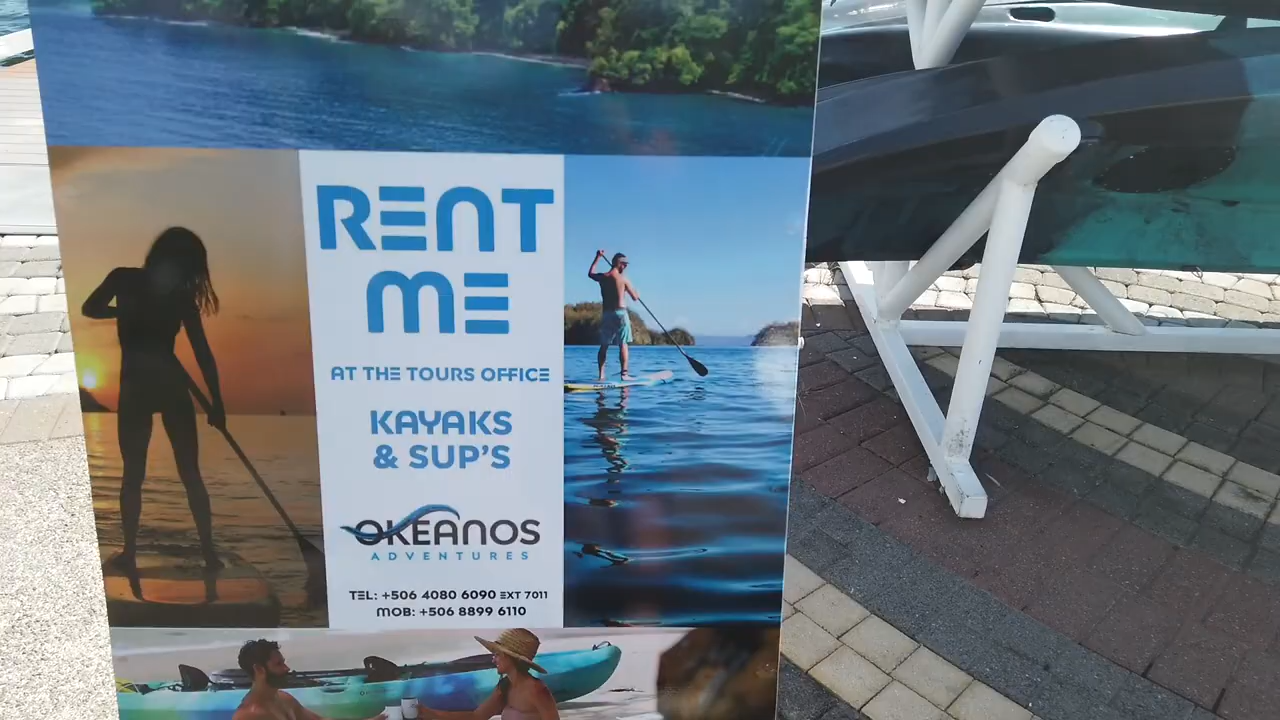 RENT
ME
AT THE TOURS OFFICE
KAYAKS
& SUP'S
OKEANOS
ADVENTURES
TEL: +506 4080 6090 EXT 7011
MOB: +506 8899 6110